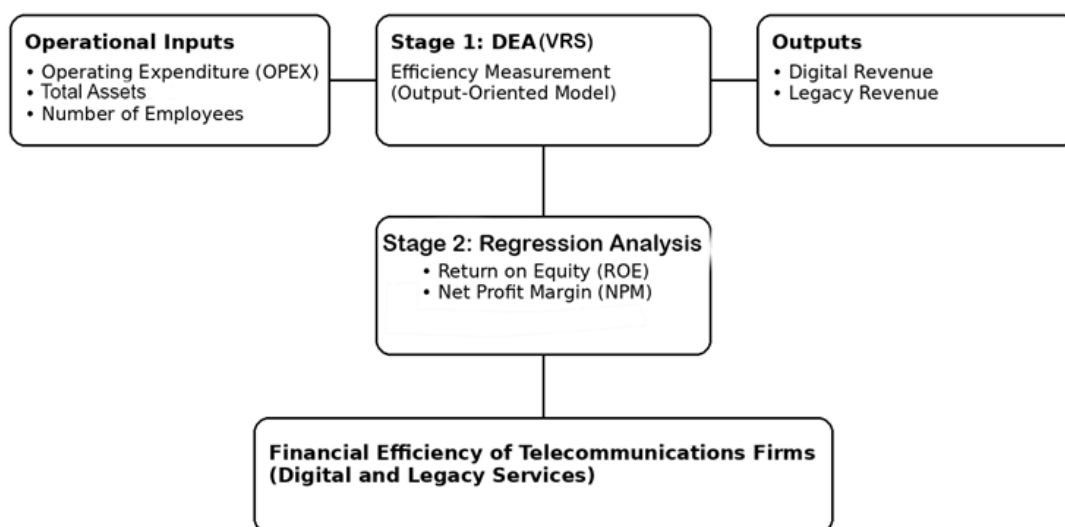 Operational Inputs
• Operating Expenditure (OPEX)
• Total Assets
• Number of Employees
Stage 1: DEA(VRS)
Efficiency Measurement
(Output-Oriented Model)
Outputs
• Digital Revenue
• Legacy Revenue
Stage 2: Regression Analysis
• Return on Equity (ROE)
• Net Profit Margin (NPM)
Financial Efficiency of Telecommunications Firms
(Digital and Legacy Services)